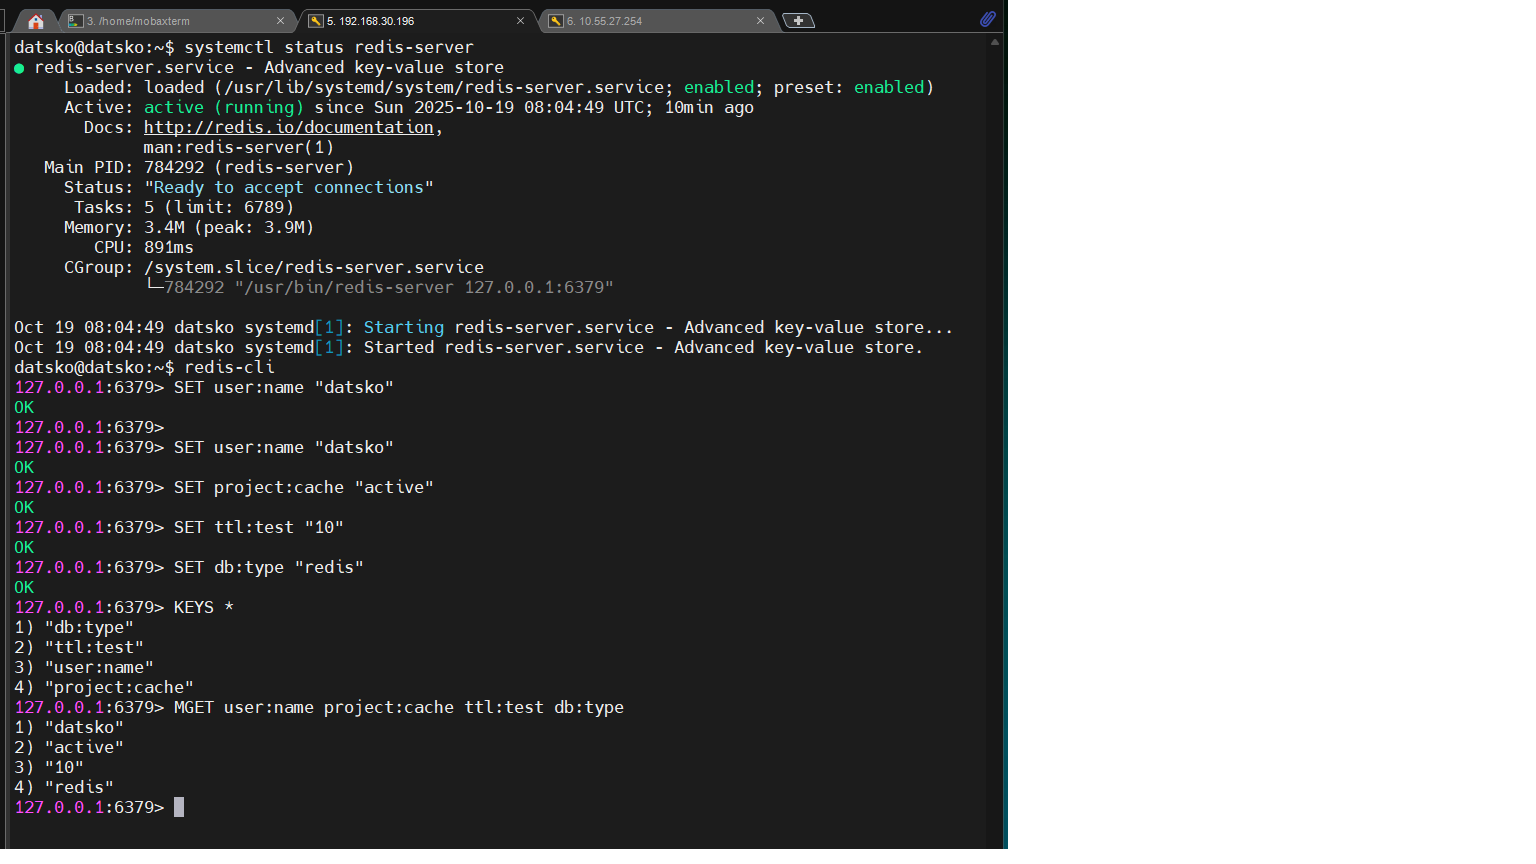 3. /home/mobaxterm
5. 192.168.30.196
6. 10.55.27.254
datsko@datsko:~$ systemctl status redis-server
● redis-server.service - Advanced key-value store
     Loaded: loaded (/usr/lib/systemd/system/redis-server.service; enabled; preset: enabled)
     Active: active (running) since Sun 2025-10-19 08:04:49 UTC; 10min ago
       Docs: http://redis.io/documentation,
             man:redis-server(1)
   Main PID: 784292 (redis-server)
     Status: "Ready to accept connections"
      Tasks: 5 (limit: 6789)
     Memory: 3.4M (peak: 3.9M)
        CPU: 891ms
     CGroup: /system.slice/redis-server.service
             └─784292 "/usr/bin/redis-server 127.0.0.1:6379"
Oct 19 08:04:49 datsko systemd[1]: Starting redis-server.service - Advanced key-value store...
Oct 19 08:04:49 datsko systemd[1]: Started redis-server.service - Advanced key-value store.
datsko@datsko:~$ redis-cli
127.0.0.1:6379> SET user:name "datsko"
OK
127.0.0.1:6379>
127.0.0.1:6379> SET user:name "datsko"
OK
127.0.0.1:6379> SET project:cache "active"
OK
127.0.0.1:6379> SET ttl:test "10"
OK
127.0.0.1:6379> SET db:type "redis"
OK
127.0.0.1:6379> KEYS *
1) "db:type"
2) "ttl:test"
3) "user:name"
4) "project:cache"
127.0.0.1:6379> MGET user:name project:cache ttl:test db:type
1) "datsko"
2) "active"
3) "10"
4) "redis"
127.0.0.1:6379>